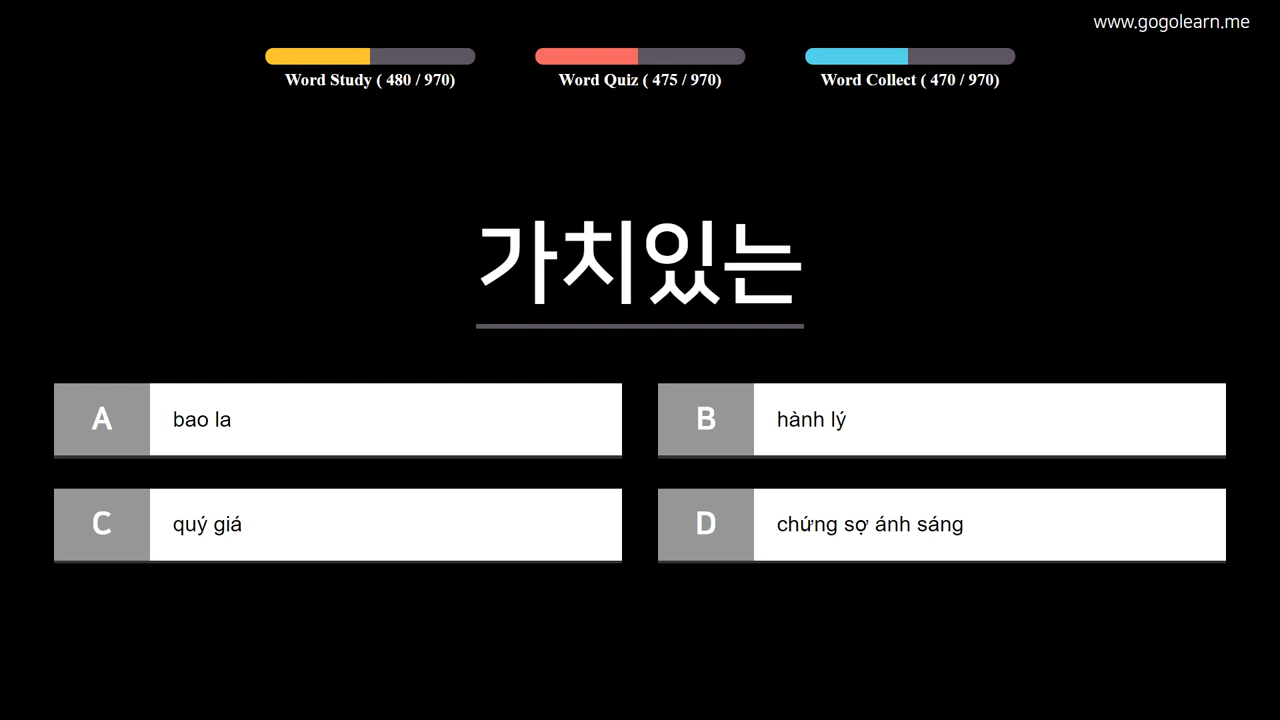 www.gogolearn.me
Word Study ( 480 / 970)
Word Quiz ( 475 / 970)
Word Collect ( 470 / 970)
가치있는
A bao la
B hành lý
C quý giá
D chứng sợ ánh sáng